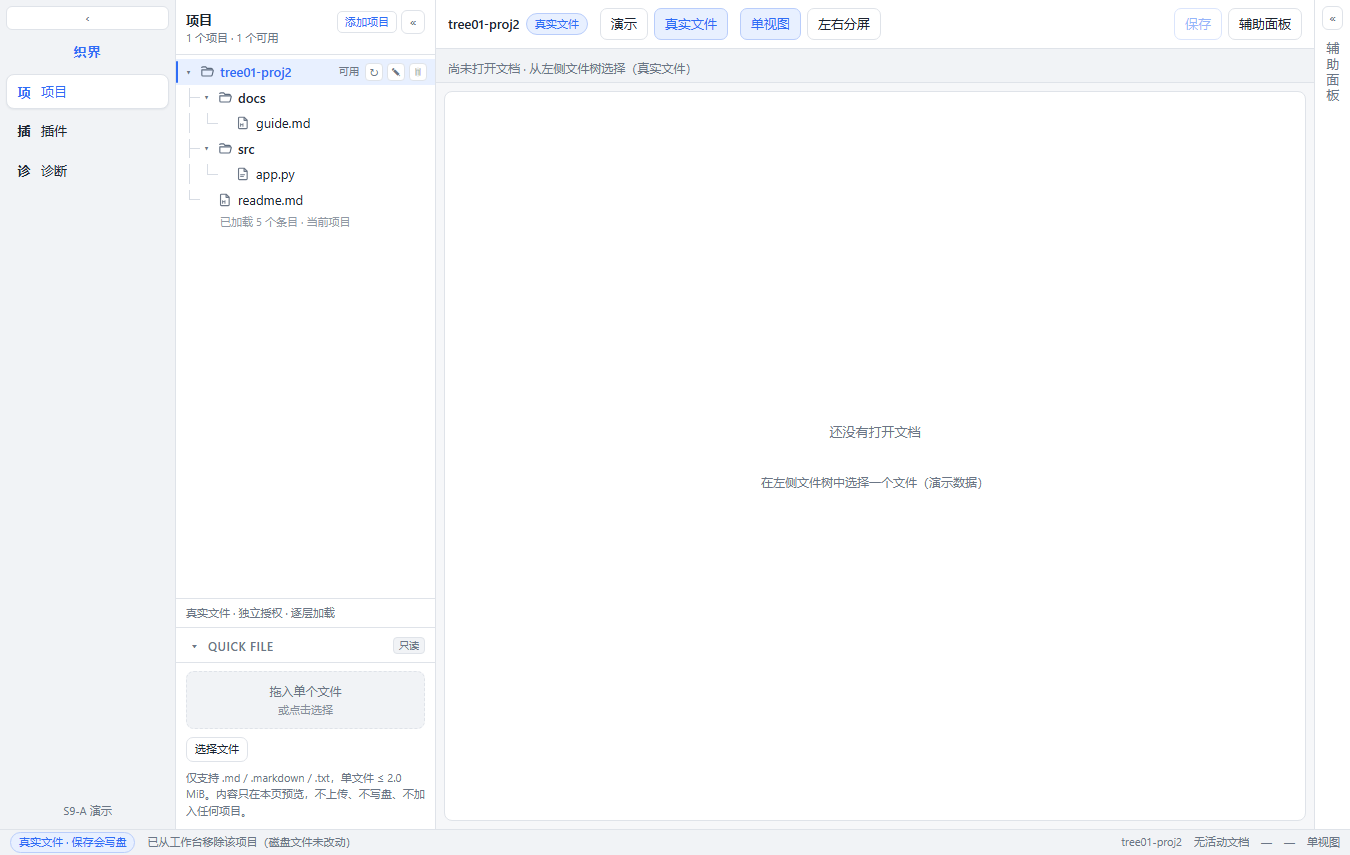 ‹
织界
项 项目
插 插件
诊 诊断
S9-A 演示
项目
1 个项目 · 1 个可用
添加项目
«
tree01-proj2
可用
↻
docs
guide.md
src
app.py
readme.md
已加载 5 个条目 · 当前项目
真实文件 · 独立授权 · 逐层加载
QUICK FILE
只读
拖入单个文件
或点击选择
选择文件
仅支持 .md / .markdown / .txt，单文件 ≤ 2.0
MiB。内容只在本页预览，不上传、不写盘、不加
入任何项目。
tree01-proj2 真实文件 演示 真实文件 单视图 左右分屏 保存 辅助面板
尚未打开文档 · 从左侧文件树选择（真实文件）
还没有打开文档
在左侧文件树中选择一个文件（演示数据）
«
辅助面板
真实文件 · 保存会写盘 已从工作台移除该项目（磁盘文件未改动）
tree01-proj2 无活动文档 — — 单视图